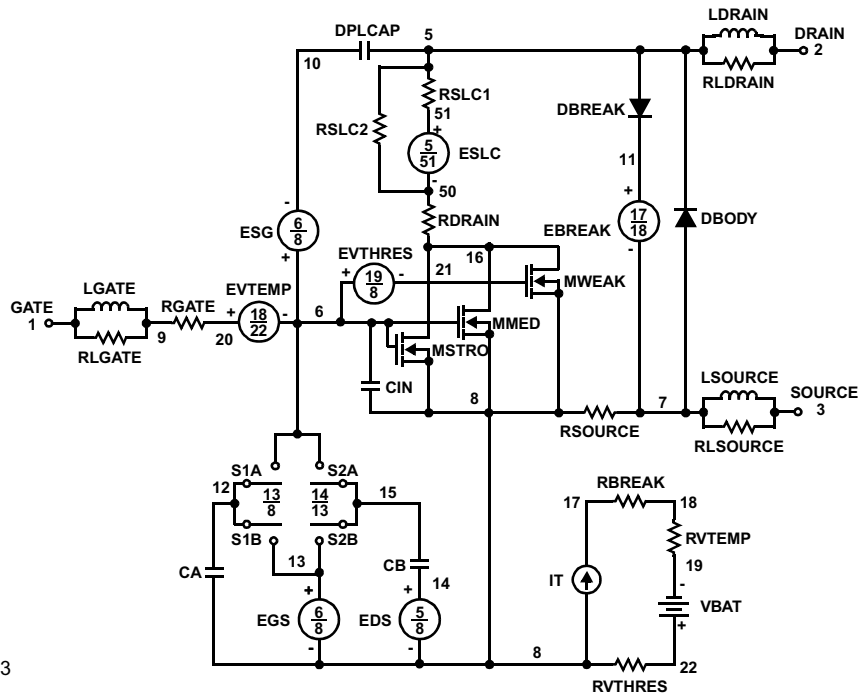 LDRAIN
DPLCAP 5 DRAIN
10 2
RLDRAIN
RSLC1
51
DBREAK
RSLC2
+
5
51
ESLC
-
50
11
-
+
17
18
RDRAIN
EBREAK
DBODY
ESG
6
8
+
-
EVTHRES
+ 19 -
8
21
16
MWEAK
LGATE
GATE
1
RGATE
EVTEMP
+ 18 -
22
6
MMED
9
20
RLGATE
MSTRO
CIN
LSOURCE
SOURCE
8
7
3
RSOURCE
RLSOURCE
S1A
S2A
12
13
8
14
13
15
RBREAK
17
18
S1B
S2B
RVTEMP
13
CB
19
CA
14
IT
-
+
+
VBAT
EGS
6
8
EDS
5
8
+
-
-
8
22
RVTHRES
3